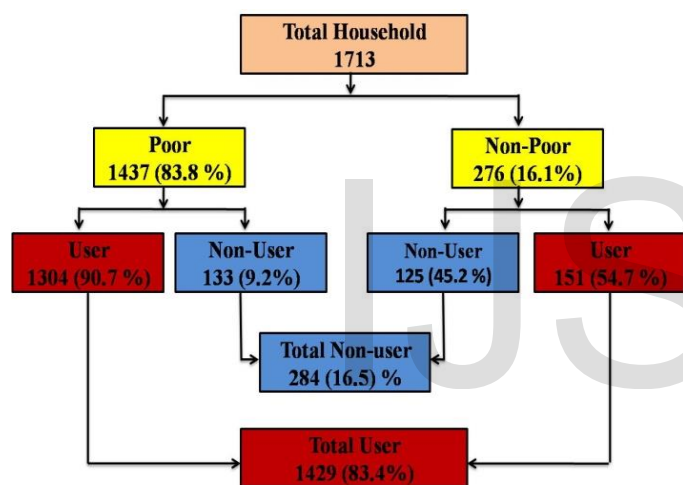 Total Household
1713
Poor
1437 (83.8 %)
Non-Poor
276 (16.1%)
User
1304 (90.7 %)
Non-User
133 (9.2%)
Non-User
125 (45.2 %)
User
151 (54.7 %)
Total Non-user
284 (16.5) %
Total User
1429 (83.4%)
IJS